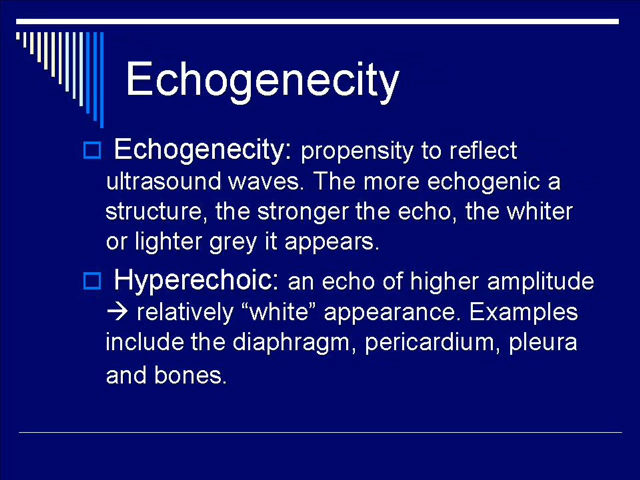 Echogenecity
Echogenecity: propensity to reflect
ultrasound waves. The more echogenic a
structure, the stronger the echo, the whiter
or lighter grey it appears.
Hyperechoic: an echo of higher amplitude
→ relatively “white” appearance. Examples
include the diaphragm, pericardium, pleura
and bones.